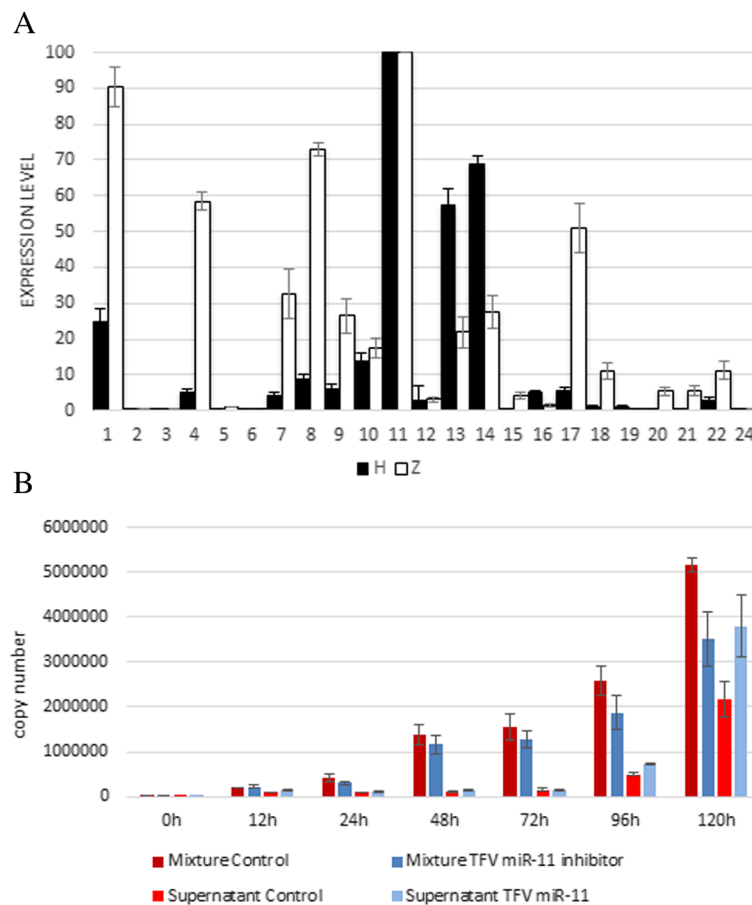 A
EXPRESSION LEVEL
100
90
80
70
60
50
40
30
20
10
0
1 2 3 4 5 6 7 8 9 10 11 12 13 14 15 16 17 18 19 20 21 22 24
H Z
B
copy number
6000000
5000000
4000000
3000000
2000000
1000000
0
0h 12h 24h 48h 72h 96h 120h
Mixture Control Mixture TFV miR-11 inhibitor
Supernatant Control Supernatant TFV miR-11